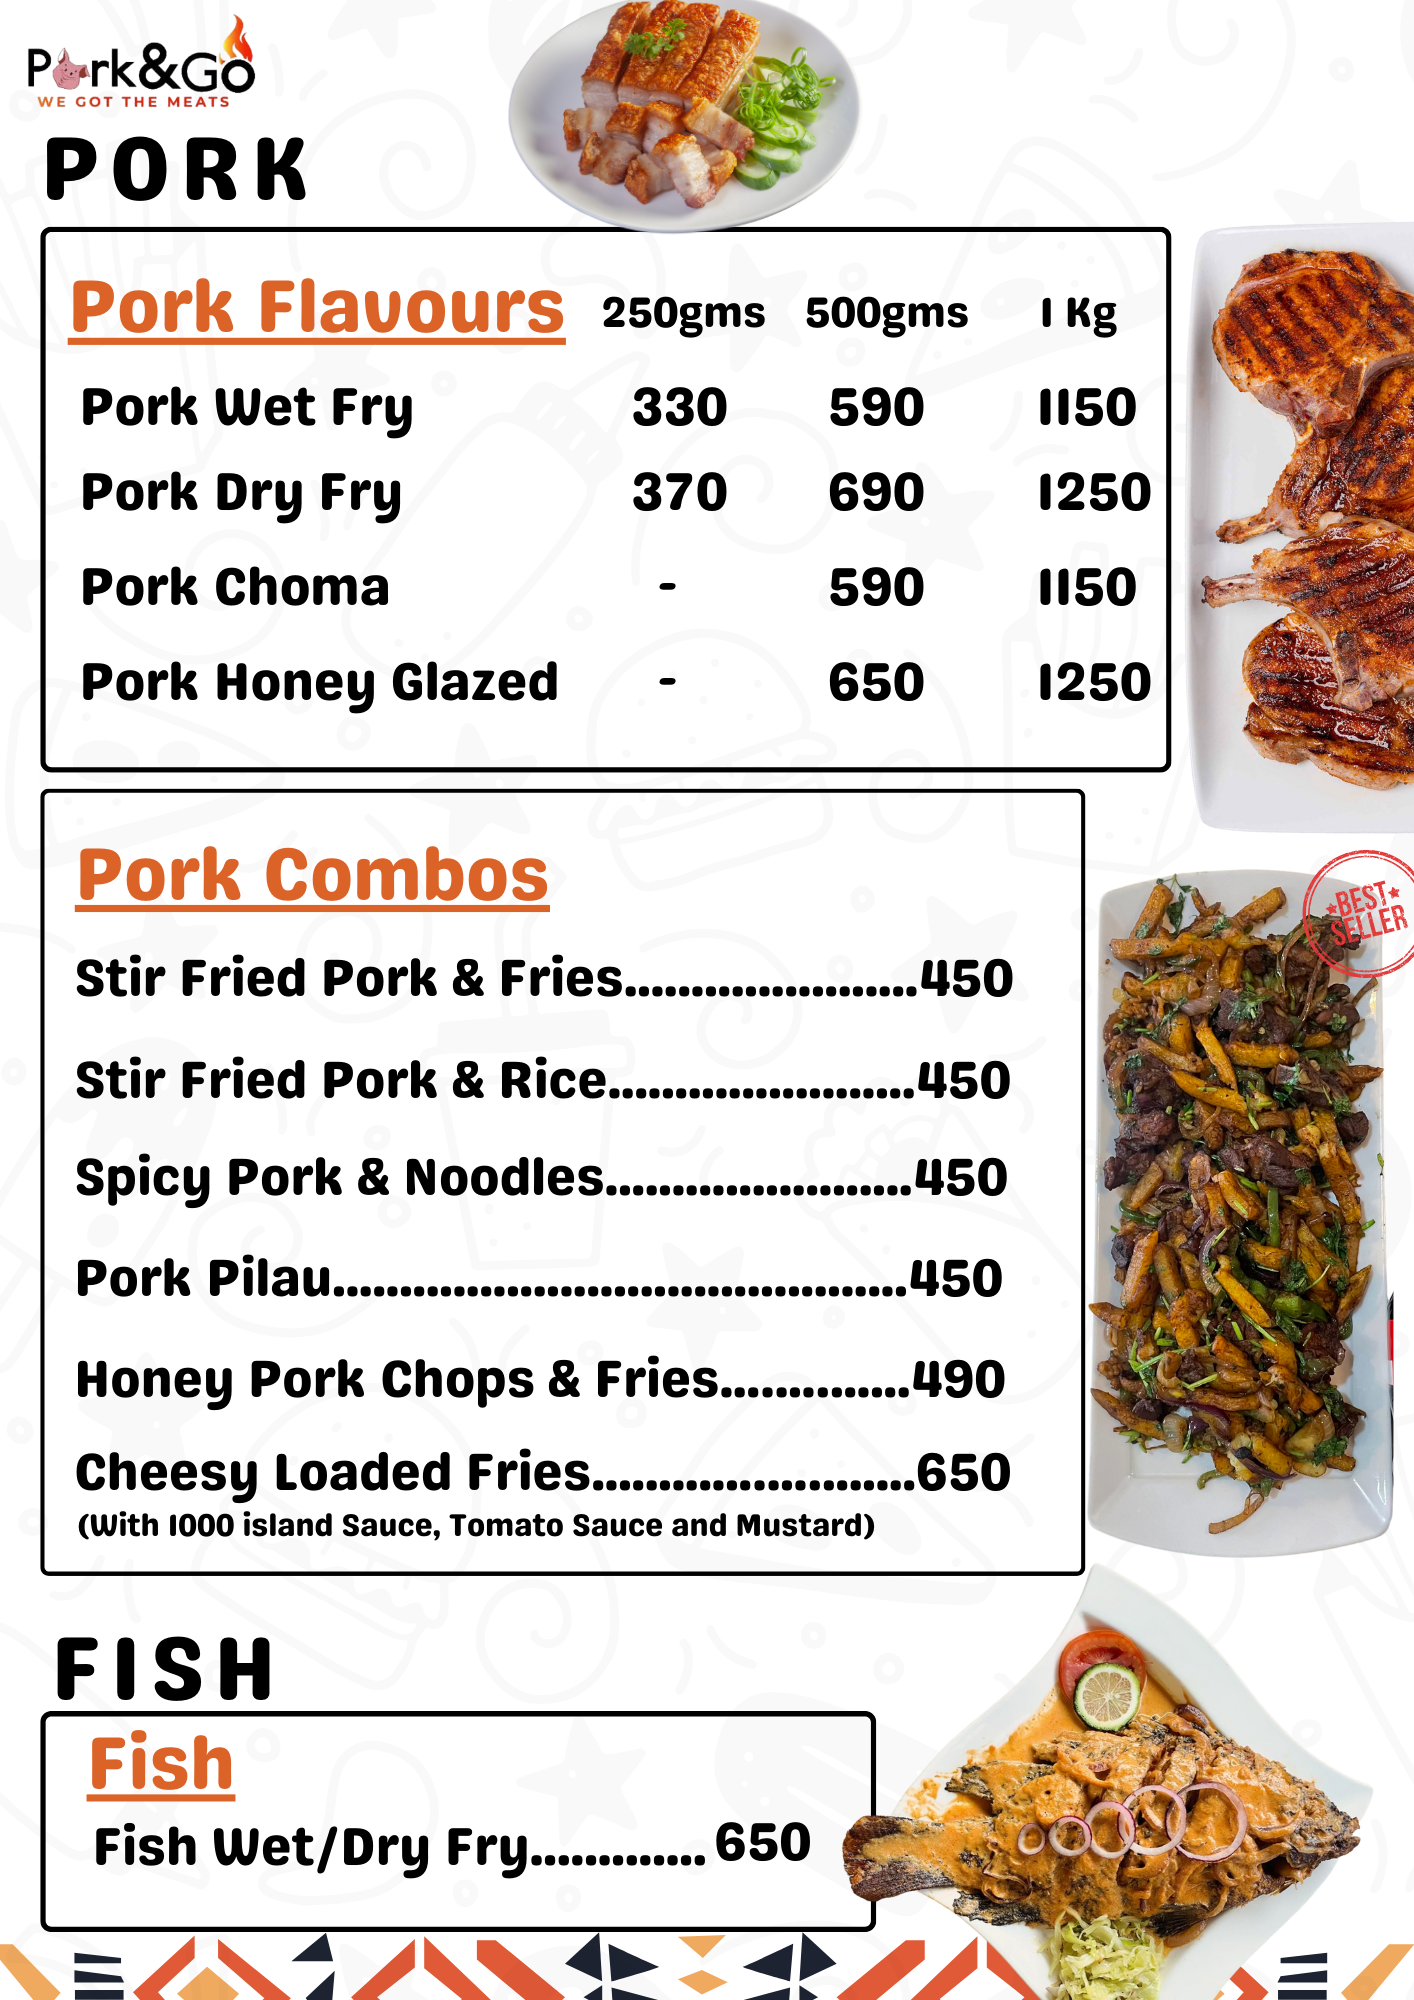 Pork&Go
WE GOT THE MEATS
PORK
Pork Flavours 250gms 500gms 1 Kg
Pork Wet Fry 330 590 1150
Pork Dry Fry 370 690 1250
Pork Choma - 590 1150
Pork Honey Glazed - 650 1250
Pork Combos
BEST
SELLER
Stir Fried Pork & Fries......................450
Stir Fried Pork & Rice.......................450
Spicy Pork & Noodles.......................450
Pork Pilau...........................................450
Honey Pork Chops & Fries..............490
Cheesy Loaded Fries........................650
(With 1000 island Sauce, Tomato Sauce and Mustard)
FISH
Fish
Fish Wet/Dry Fry............. 650